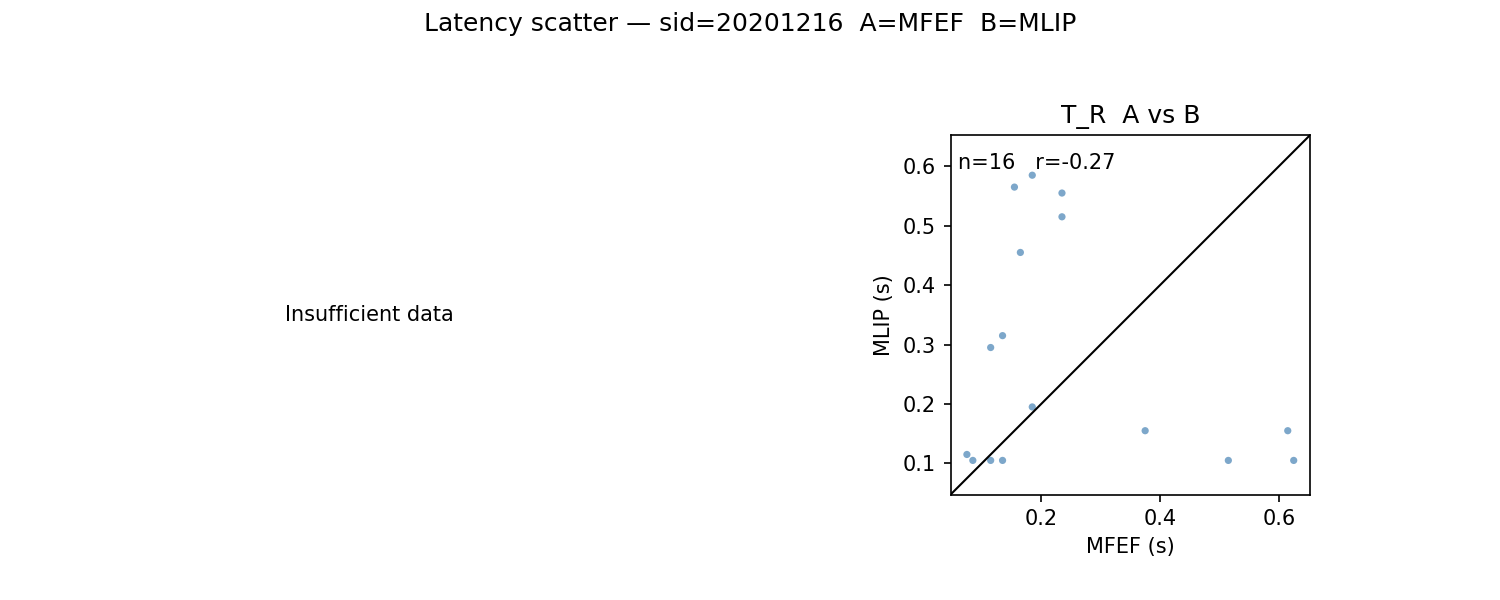 Latency scatter — sid=20201216  A=MFEF  B=MLIP
Insufficient data
T_R  A vs B
n=16   r=-0.27
0.6
0.5
0.4
0.3
0.2
0.1
MLIP (s)
0.2
0.4
0.6
MFEF (s)